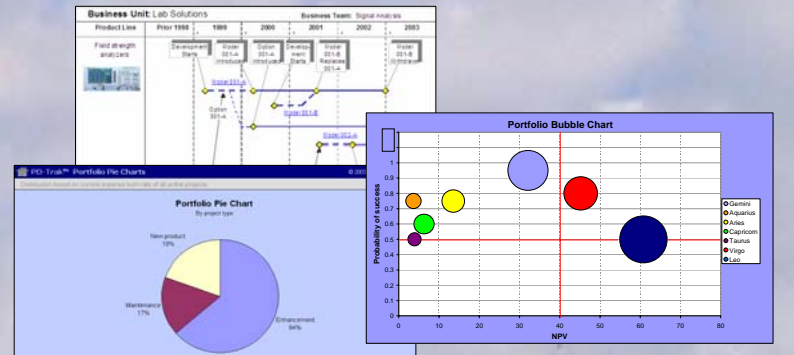 Business Unit: Lab Solutions
Business Team: Signal Analysis
Product Line
Prior 1998
1999
2000
2001
2002
2003
Field strength
analyzers
Development
Starts
Model
001-A
Introduced
Option
001-A
Introduced
Develop-
ment
Starts
Model
001-B
Replaces
001-A
Model
001-B
Withdrawn
Model 001-A
Option
001-A
Model 001-B
Model 002-A
PD-Trak™ Portfolio Pie Charts
Portfolio Pie Chart
By project type
New product
19%
Maintenance
17%
Enhancement
64%
Portfolio Bubble Chart
Probability of success
1
0.9
0.8
0.7
0.6
0.5
0.4
0.3
0.2
0.1
0
0
10
20
30
40
50
60
70
80
NPV
Gemini
Aquarius
Aries
Capricorn
Taurus
Virgo
Leo